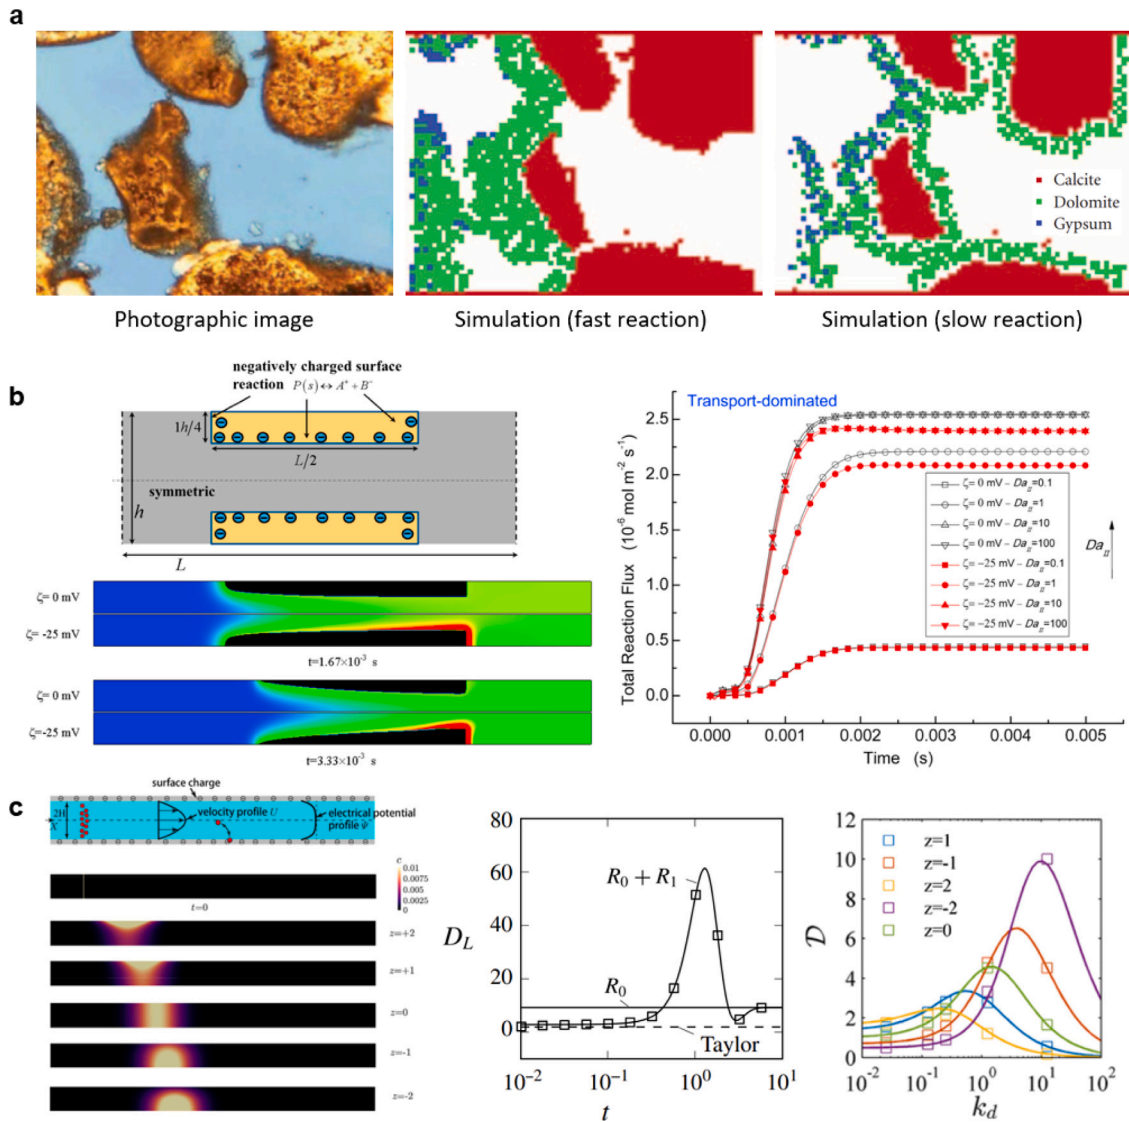 a
Calcite
Dolomite
Gypsum
Photographic image
Simulation (fast reaction)
Simulation (slow reaction)
b
negatively charged surface
reaction P(s)↔A⁺+B⁻
1h/4
L/2
symmetric
h
L
ζ= 0 mV
ζ= -25 mV
t=1.67×10⁻³ s
ζ= 0 mV
ζ=-25 mV
t=3.33×10⁻³ s
Transport-dominated
Total Reaction Flux (10⁻⁶ mol m⁻² s⁻¹)
2.5
2.0
1.5
1.0
0.5
0.0
ζ= 0 mV – Da_II=0.1
ζ= 0 mV – Da_II=1
ζ= 0 mV – Da_II=10
ζ= 0 mV – Da_II=100
ζ= −25 mV – Da_II=0.1
ζ= −25 mV – Da_II=1
ζ= −25 mV – Da_II=10
ζ= −25 mV – Da_II=100
Da_II
0.000 0.001 0.002 0.003 0.004 0.005
Time (s)
c
surface charge
2H
X
velocity profile U
electrical potential
profile ψ
c
0.01
0.0075
0.005
0.0025
0
t=0
z=+2
z=+1
z=0
z=-1
z=-2
80
60
40
20
0
D_L
R₀ + R₁
R₀
Taylor
10⁻² 10⁻¹ 10⁰ 10¹
t
12
10
8
6
4
2
0
𝒟
z=1
z=-1
z=2
z=-2
z=0
10⁻² 10⁻¹ 10⁰ 10¹ 10²
k_d